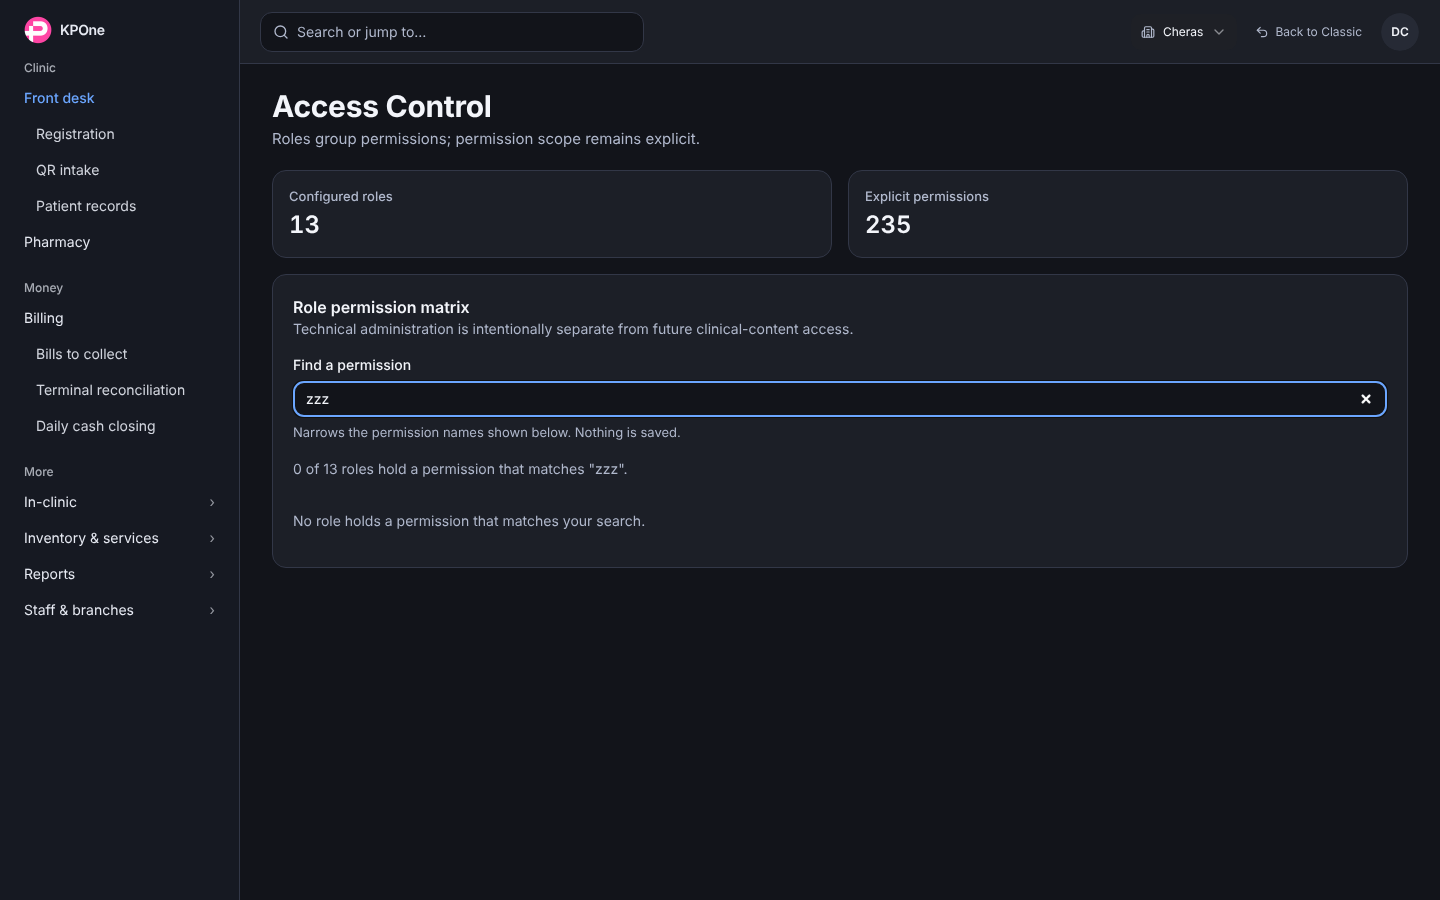 KPOne
Clinic
Front desk
Registration
QR intake
Patient records
Pharmacy
Money
Billing
Bills to collect
Terminal reconciliation
Daily cash closing
More
In-clinic
Inventory & services
Reports
Staff & branches
Search or jump to...
Cheras
Back to Classic
DC
Access Control
Roles group permissions; permission scope remains explicit.
Configured roles
13
Explicit permissions
235
Role permission matrix
Technical administration is intentionally separate from future clinical-content access.
Find a permission
zzz
Narrows the permission names shown below. Nothing is saved.
0 of 13 roles hold a permission that matches "zzz".
No role holds a permission that matches your search.